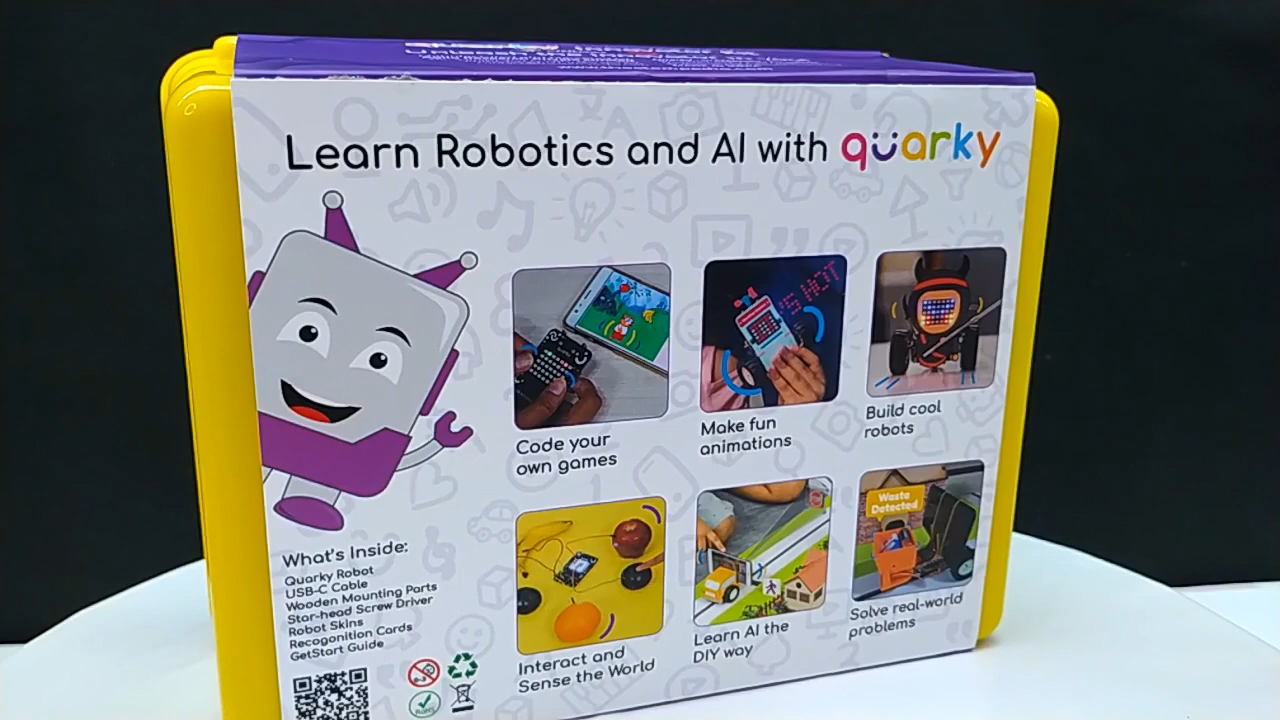 Learn Robotics and AI with quarky
'S HOT
Code your
own games
Make fun
animations
Build cool
robots
Waste
Detected
Interact and
Sense the World
Learn AI the
DIY way
Solve real-world
problems
What's Inside:
Quarky Robot
USB-C Cable
Wooden Mounting Parts
Star-head Screw Driver
Robot Skins
Recogonition Cards
GetStart Guide
RoHS